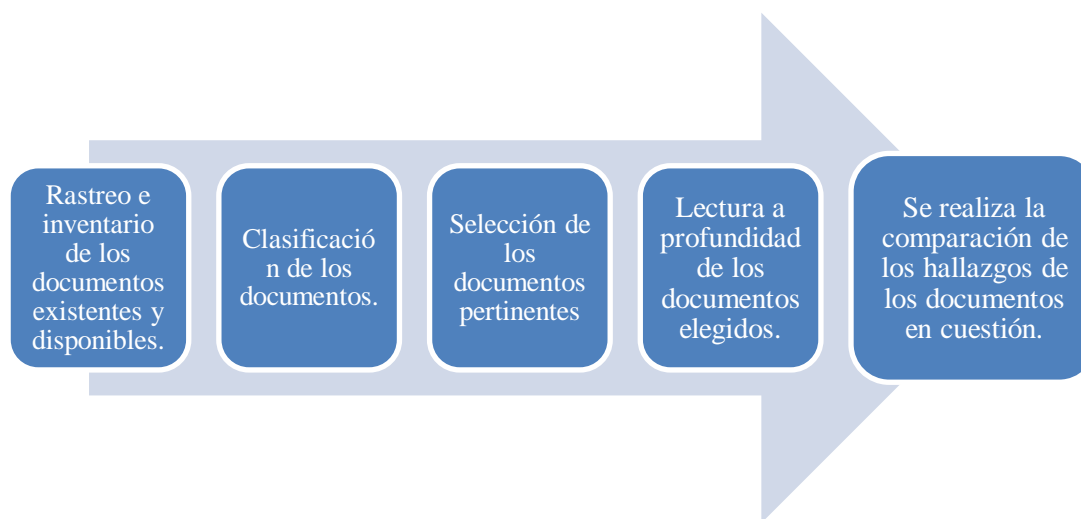 Rastreo e
inventario
de los
documentos
existentes y
disponibles.
Clasificació
n de los
documentos.
Selección de
los
documentos
pertinentes
Lectura a
profundidad
de los
documentos
elegidos.
Se realiza la
comparación de
los hallazgos de
los documentos
en cuestión.